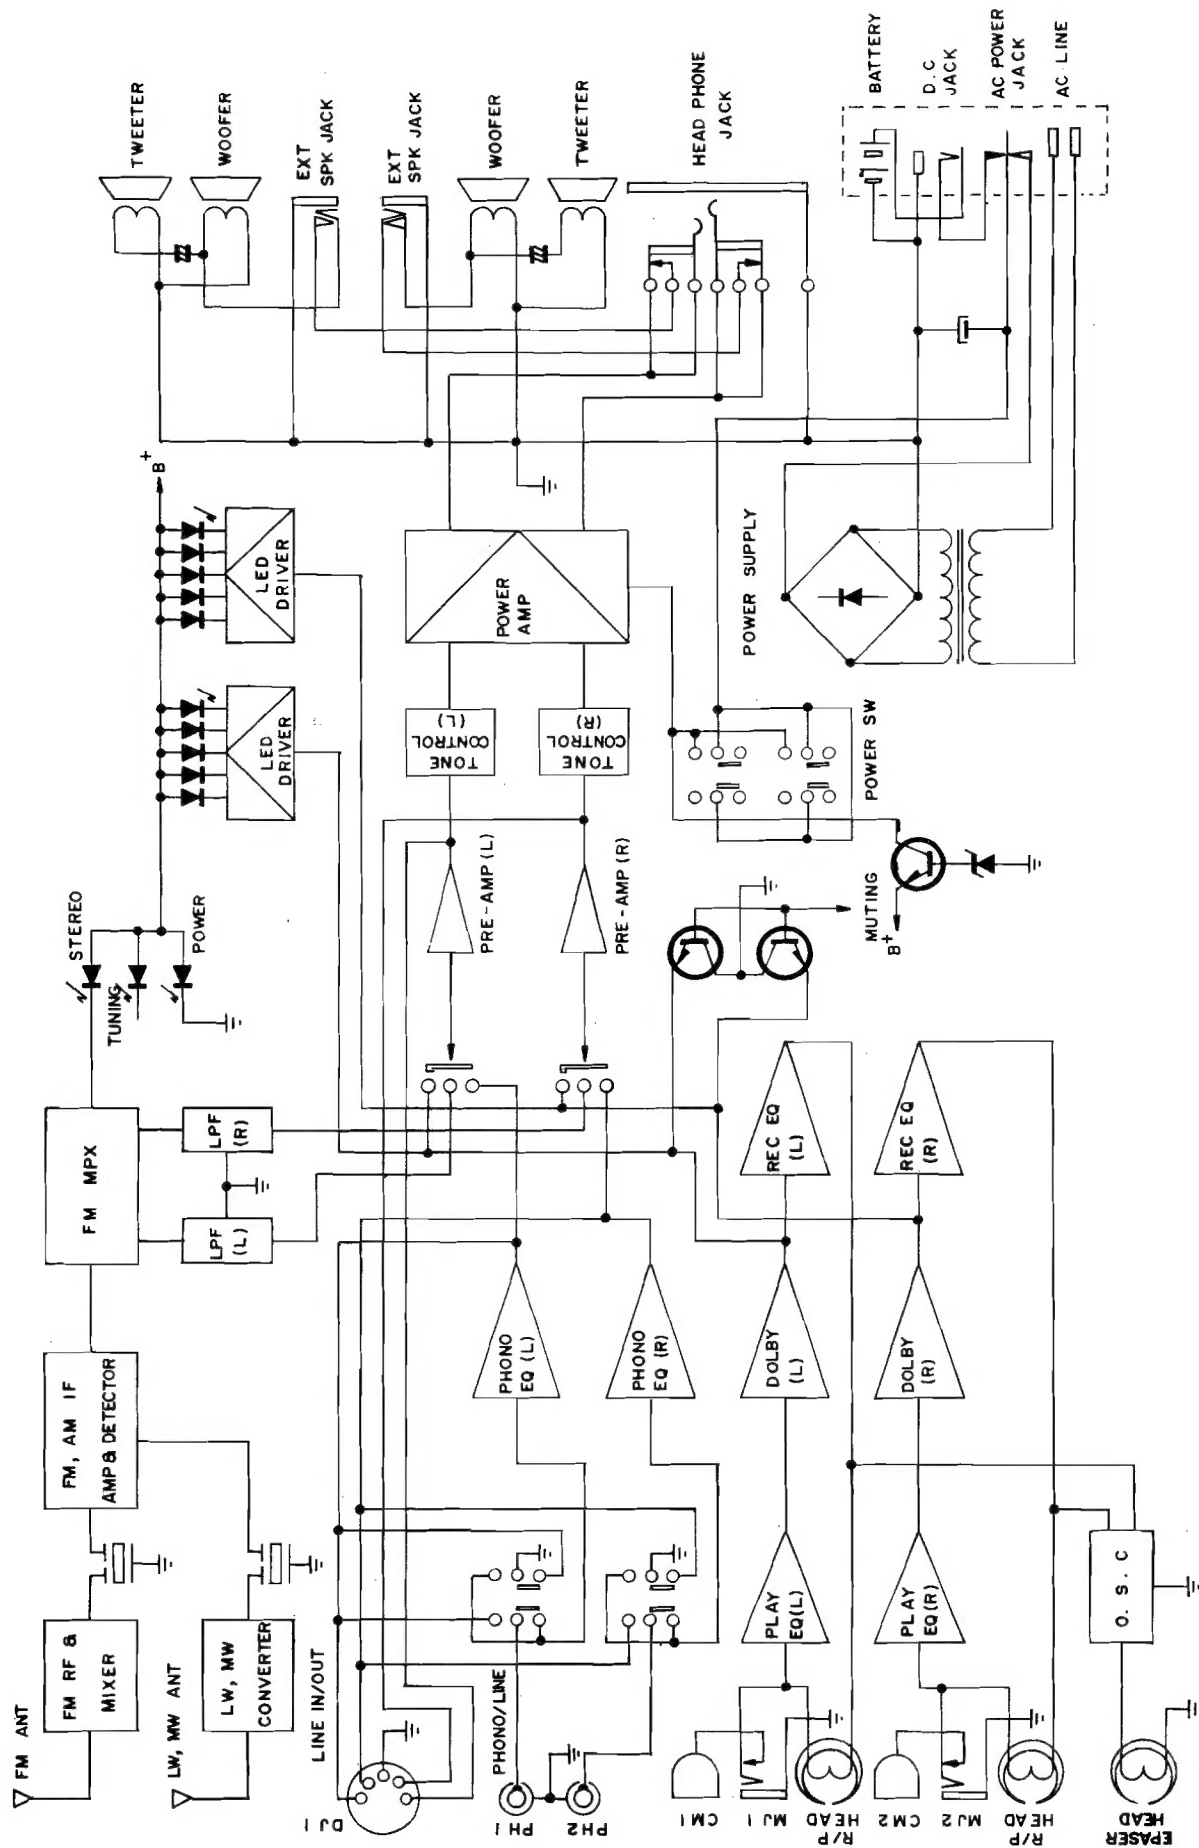 FM ANT
FM RF &
MIXER
FM, AM IF
AMP & DETECTOR
FM MPX
STEREO
TUNING
POWER
B+
LW, MW ANT
LW, MW
CONVERTER
LPF
(L)
LPF
(R)
LED
DRIVER
LED
DRIVER
TWEETER
WOOFER
EXT
SPK JACK
EXT
SPK JACK
WOOFER
TWEETER
HEAD PHONE
JACK
LINE IN/OUT
DJ 1
PHONO/LINE
PH 1
PH 2
PHONO
EQ (L)
PHONO
EQ (R)
PRE-AMP (L)
PRE-AMP (R)
TONE
CONTROL
(L)
TONE
CONTROL
(R)
POWER
AMP
CM 1
MJ 1
R/P
HEAD
PLAY
EQ(L)
DOLBY
(L)
REC EQ
(L)
CM 2
MJ 2
R/P
HEAD
PLAY
EQ(R)
DOLBY
(R)
REC EQ
(R)
MUTING
B+
POWER SW
POWER SUPPLY
BATTERY
D.C
JACK
AC POWER
JACK
AC LINE
EPASER
HEAD
O. S. C